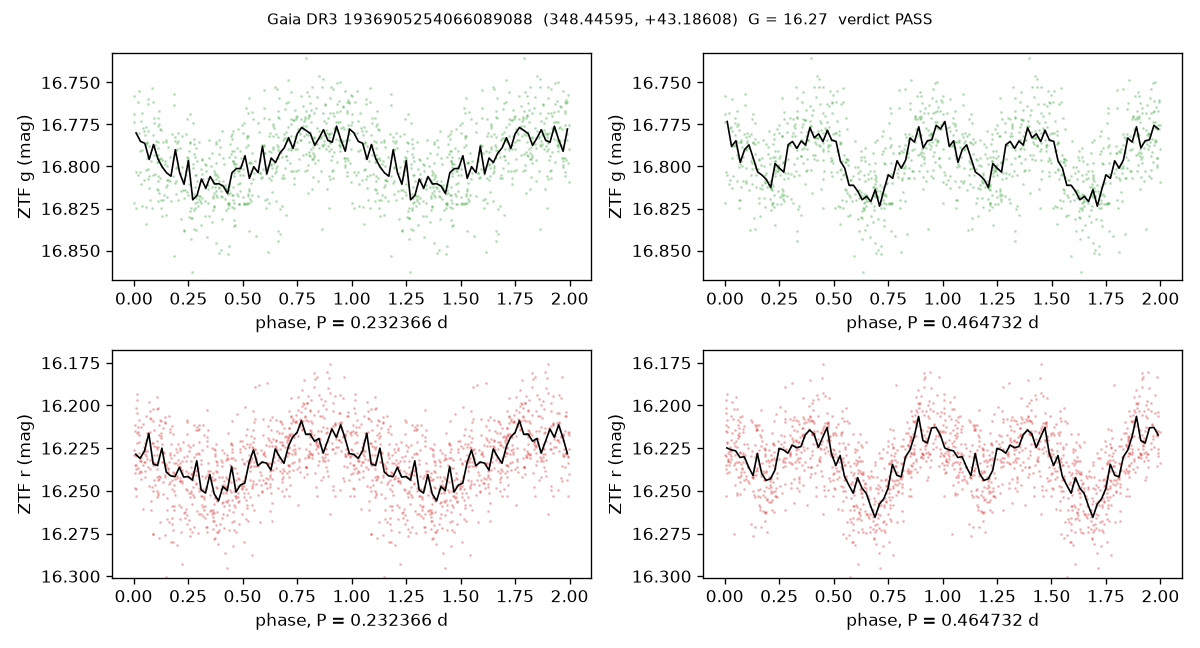 Gaia DR3 1936905254066089088 (348.44595, +43.18608) G = 16.27 verdict PASS
ZTF g (mag)
16.750
16.775
16.800
16.825
16.850
0.00 0.25 0.50 0.75 1.00 1.25 1.50 1.75 2.00
phase, P = 0.232366 d
ZTF g (mag)
16.750
16.775
16.800
16.825
16.850
0.00 0.25 0.50 0.75 1.00 1.25 1.50 1.75 2.00
phase, P = 0.464732 d
ZTF r (mag)
16.175
16.200
16.225
16.250
16.275
16.300
0.00 0.25 0.50 0.75 1.00 1.25 1.50 1.75 2.00
phase, P = 0.232366 d
ZTF r (mag)
16.175
16.200
16.225
16.250
16.275
16.300
0.00 0.25 0.50 0.75 1.00 1.25 1.50 1.75 2.00
phase, P = 0.464732 d